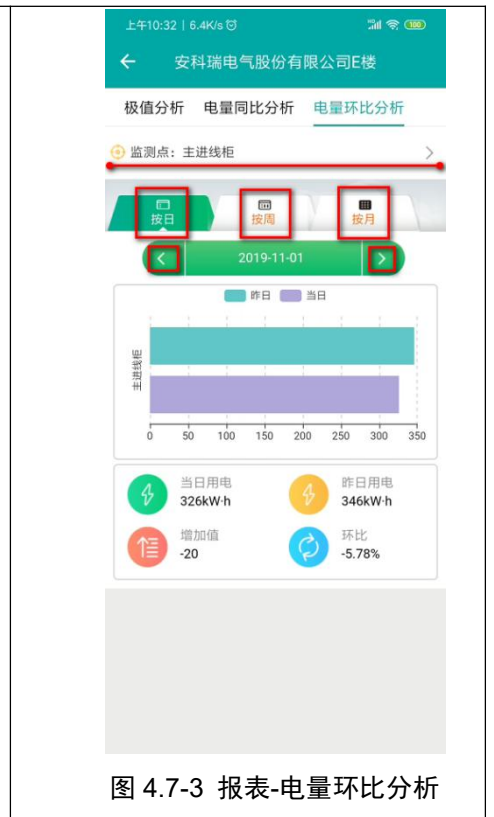 上午10:32 | 6.4K/s
100
安科瑞电气股份有限公司E楼
极值分析 电量同比分析 电量环比分析
监测点：主进线柜
按日 按周 按月
2019-11-01
昨日 当日
主进线柜
0 50 100 150 200 250 300 350
当日用电 昨日用电
326kW·h 346kW·h
增加值 环比
-20 -5.78%
图 4.7-3 报表-电量环比分析